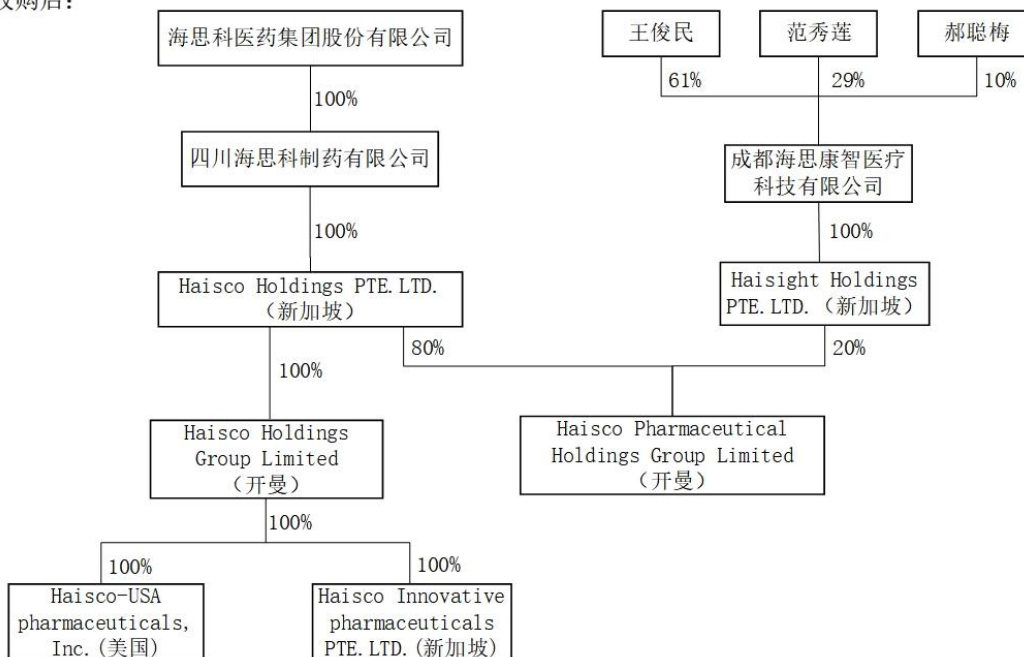 收购后：
海思科医药集团股份有限公司
王俊民
范秀莲
郝聪梅
61%
29%
10%
100%
四川海思科制药有限公司
成都海思康智医疗
科技有限公司
100%
100%
Haisco Holdings PTE.LTD.
（新加坡）
Haisight Holdings
PTE.LTD.（新加坡）
80%
20%
100%
Haisco Holdings
Group Limited
（开曼）
Haisco Pharmaceutical
Holdings Group Limited
（开曼）
100%
100%
100%
Haisco-USA
pharmaceuticals,
Inc.(美国)
Haisco Innovative
pharmaceuticals
PTE.LTD.(新加坡)